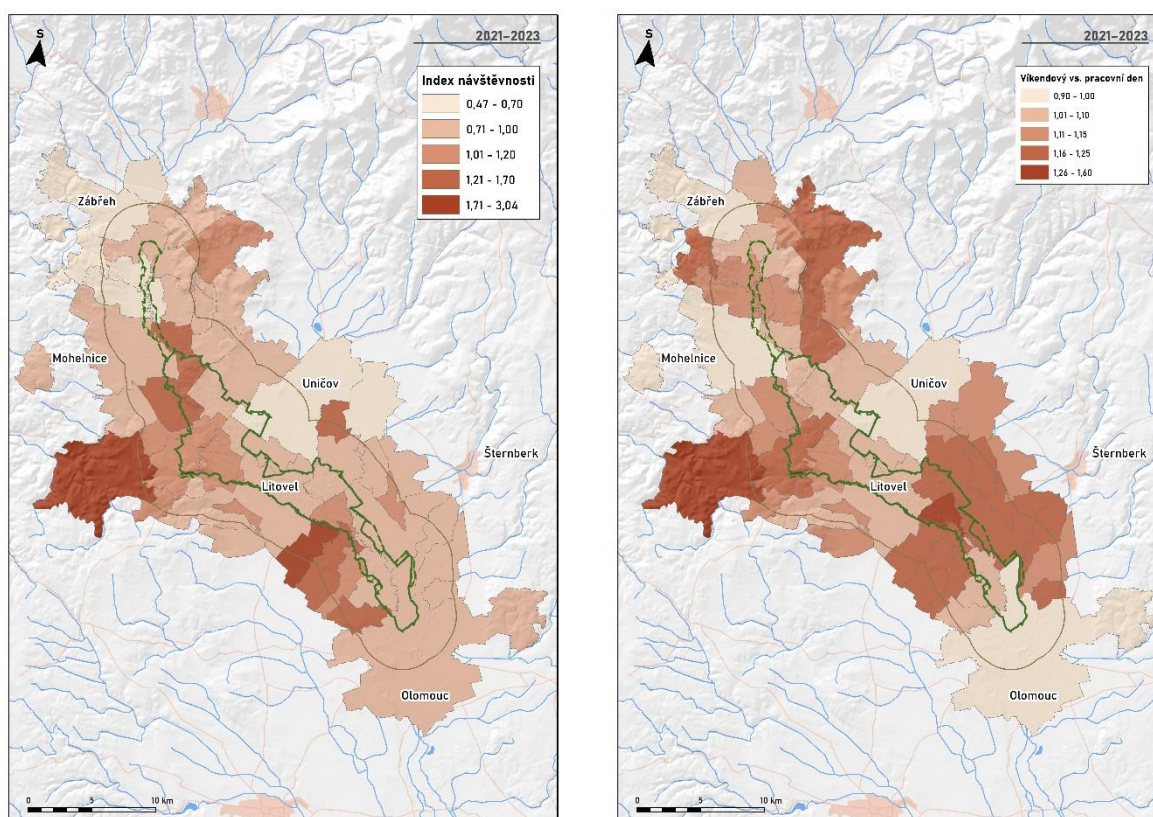 S
2021–2023
Index návštěvnosti
0,47 - 0,70
0,71 - 1,00
1,01 - 1,20
1,21 - 1,70
1,71 - 3,04
Zábřeh
Mohelnice
Uničov
Šternberk
Litovel
Olomouc
0 5 10 km
S
2021–2023
Víkendový vs. pracovní den
0,90 - 1,00
1,01 - 1,10
1,11 - 1,15
1,16 - 1,25
1,26 - 1,60
Zábřeh
Mohelnice
Uničov
Šternberk
Litovel
Olomouc
0 5 10 km